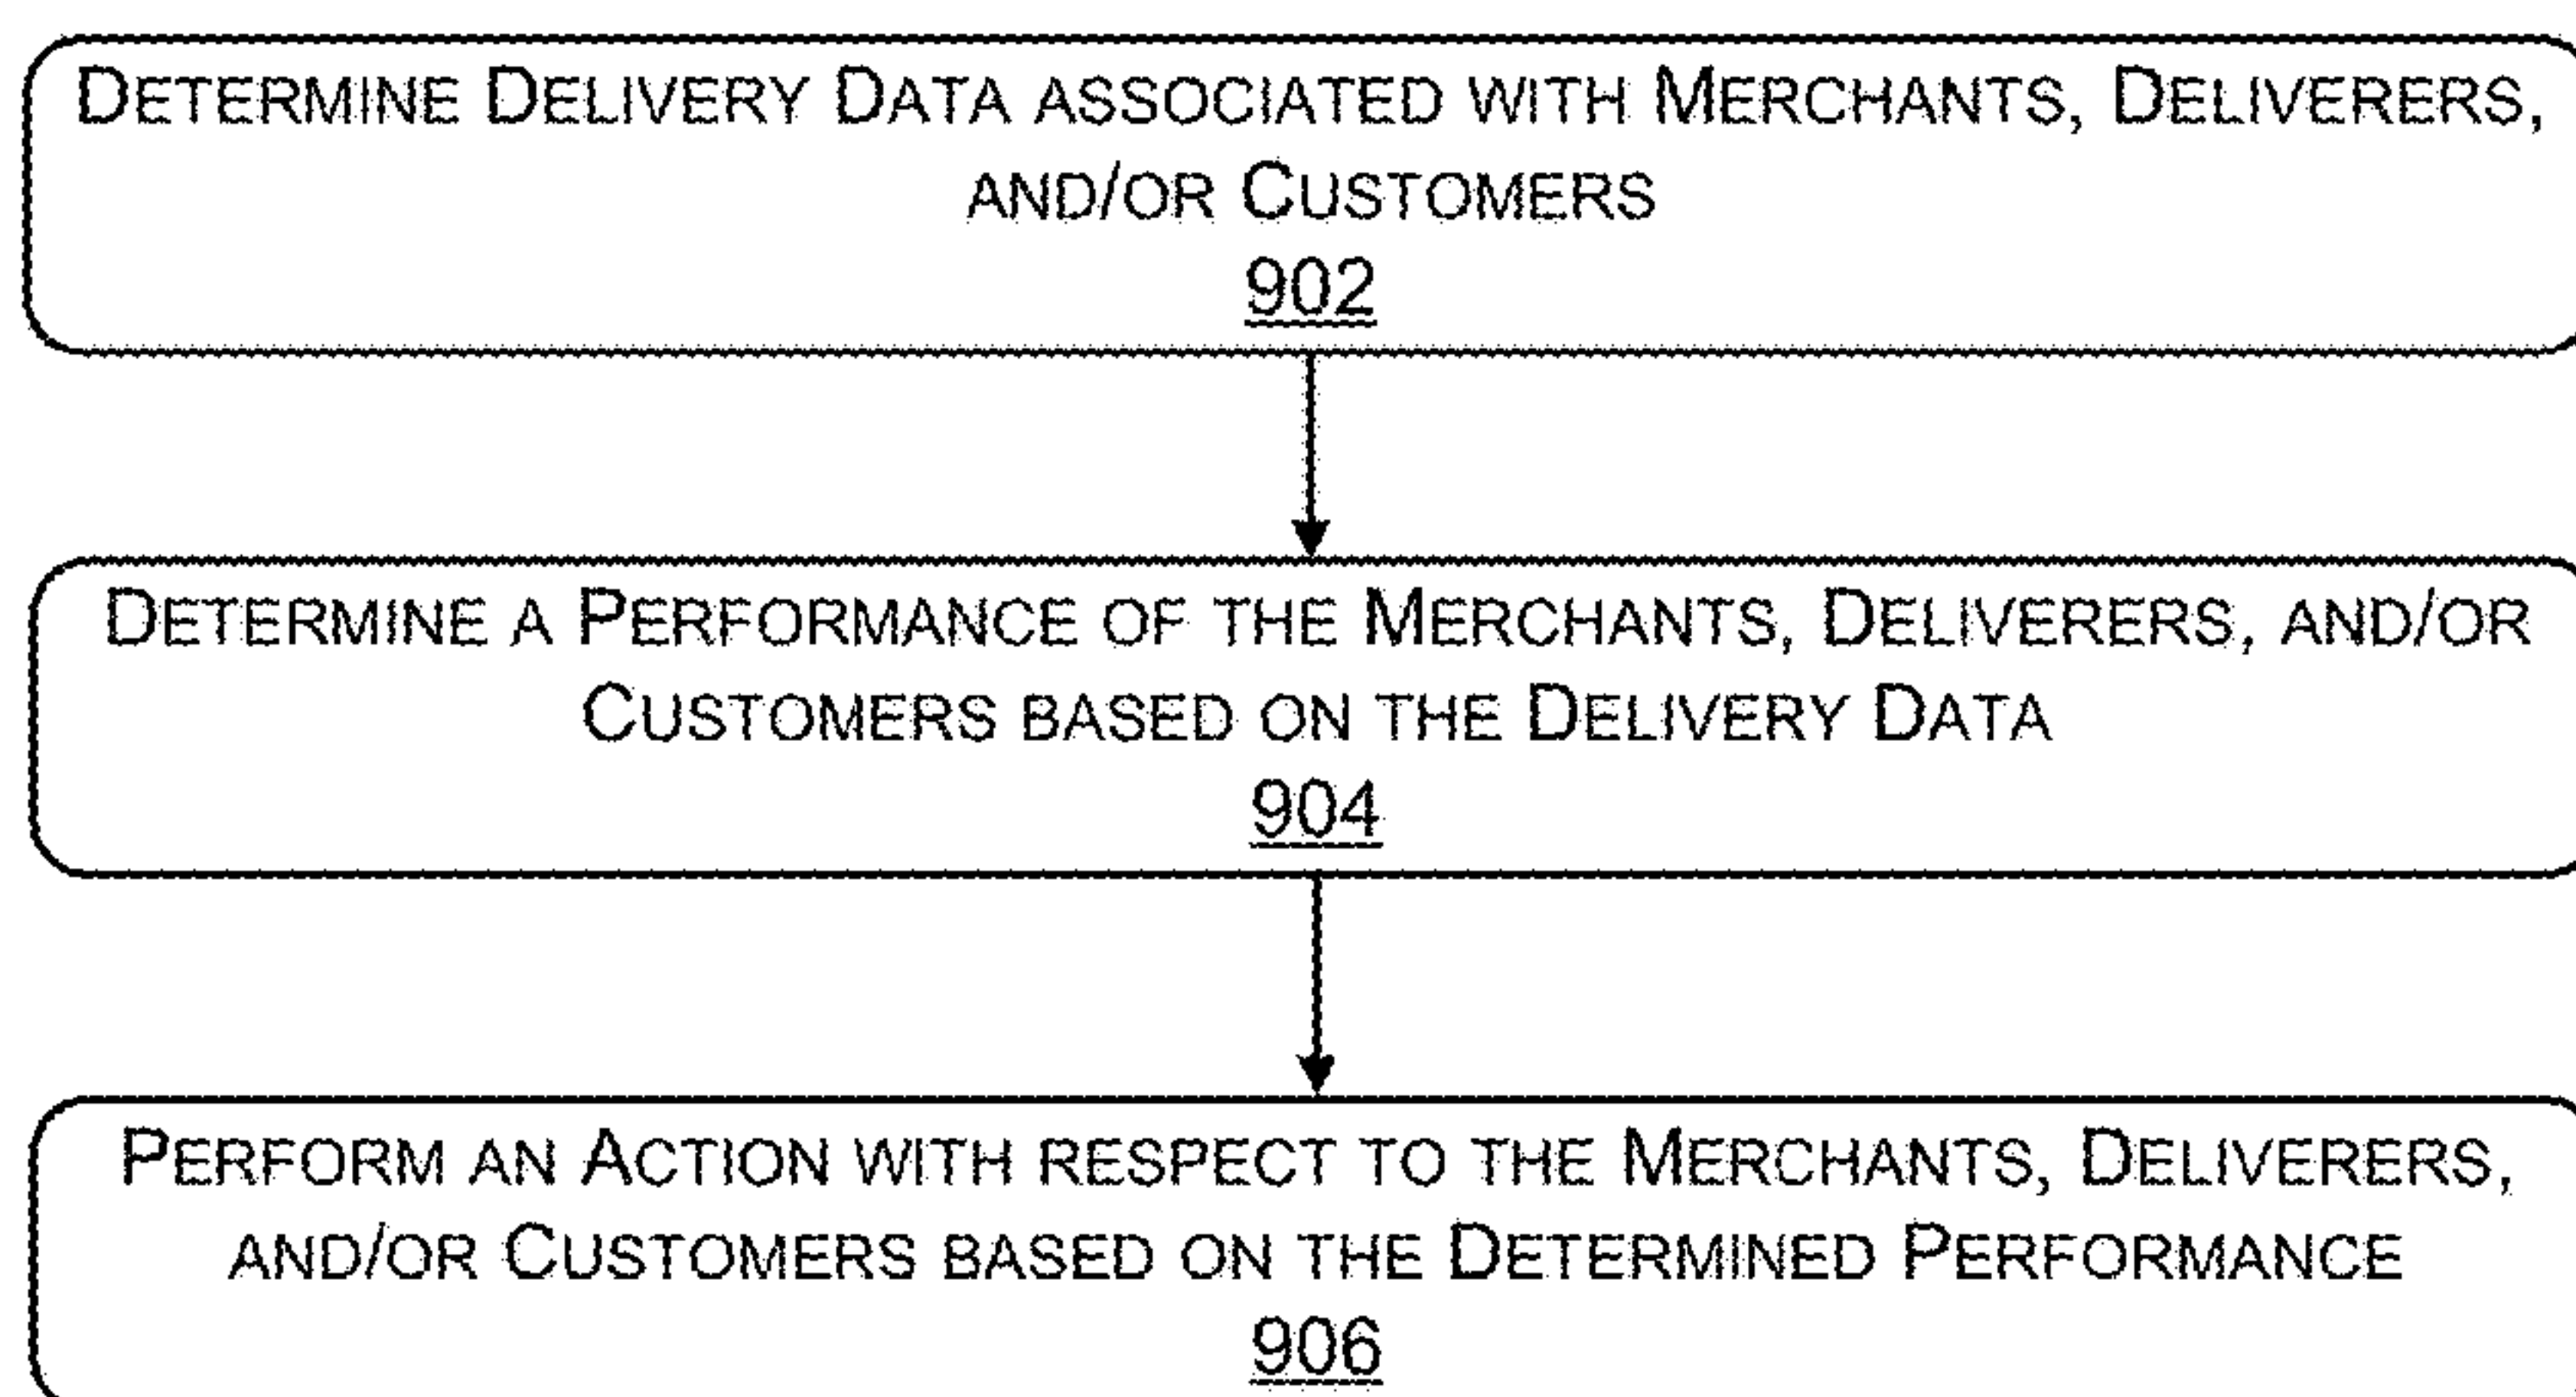 DETERMINE DELIVERY DATA ASSOCIATED WITH MERCHANTS, DELIVERERS,
AND/OR CUSTOMERS
902
DETERMINE A PERFORMANCE OF THE MERCHANTS, DELIVERERS, AND/OR
CUSTOMERS BASED ON THE DELIVERY DATA
904
PERFORM AN ACTION WITH RESPECT TO THE MERCHANTS, DELIVERERS,
AND/OR CUSTOMERS BASED ON THE DETERMINED PERFORMANCE
906